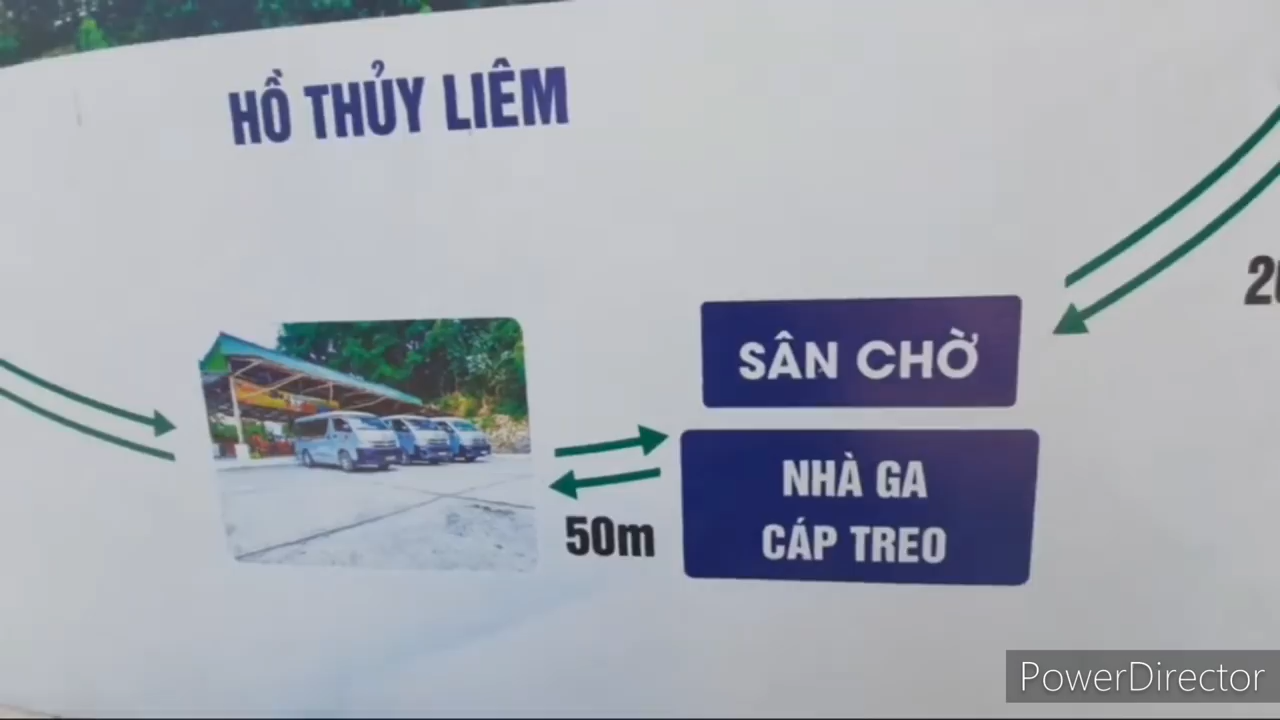 HỒ THỦY LIÊM
SÂN CHỜ
NHÀ GA
CÁP TREO
50m
PowerDirector